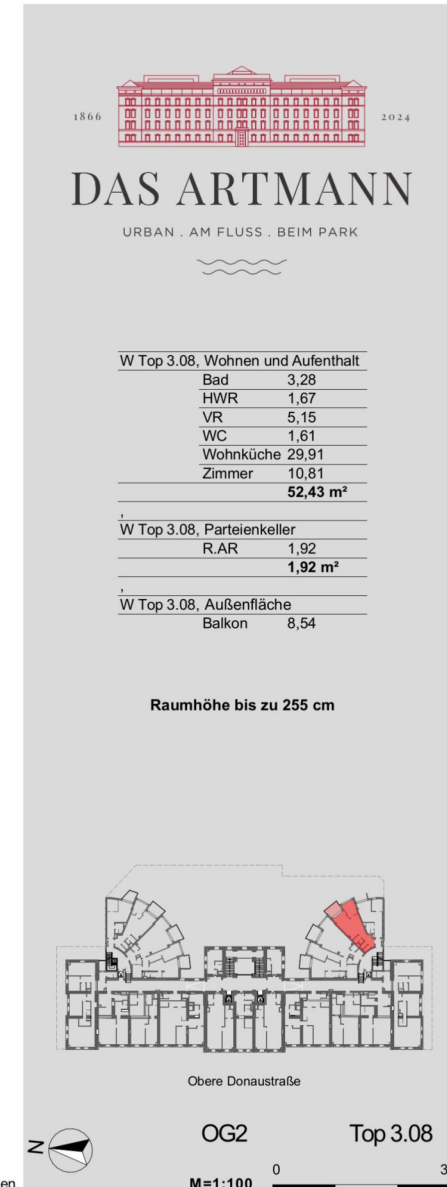 1866
2024
DAS ARTMANN
URBAN . AM FLUSS . BEIM PARK
W Top 3.08, Wohnen und Aufenthalt
Bad 3,28
HWR 1,67
VR 5,15
WC 1,61
Wohnküche 29,91
Zimmer 10,81
52,43 m²
,
W Top 3.08, Parteienkeller
R.AR 1,92
1,92 m²
,
W Top 3.08, Außenfläche
Balkon 8,54
Raumhöhe bis zu 255 cm
Obere Donaustraße
N
OG2 Top 3.08
0 3
M=1:100